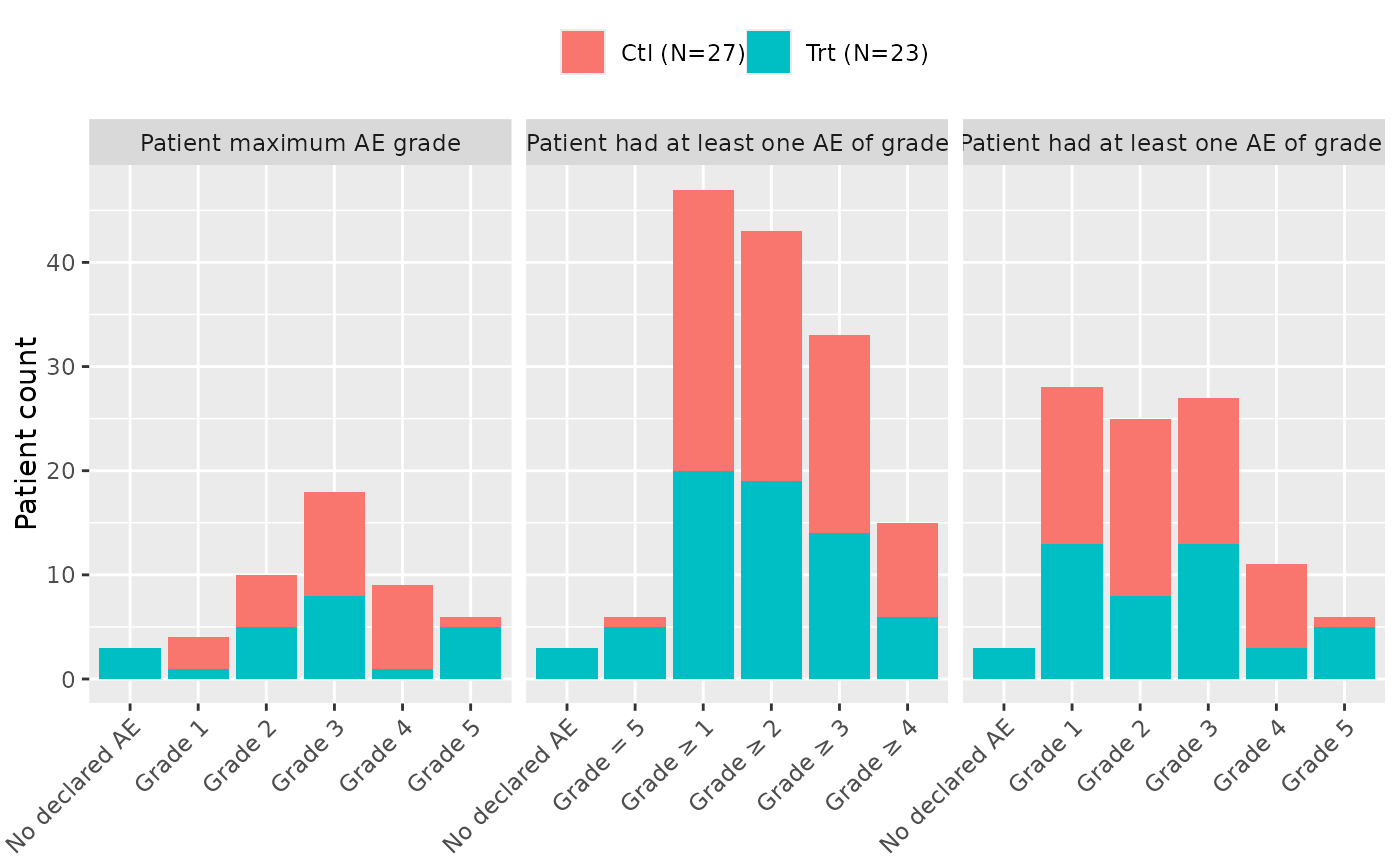 Ctl (N=27) Trt (N=23)
Patient maximum AE grade
Patient had at least one AE of grade
Patient had at least one AE of grade
Patient count
40
30
20
10
0
No declared AE
Grade 1
Grade 2
Grade 3
Grade 4
Grade 5
No declared AE
Grade = 5
Grade ≥ 1
Grade ≥ 2
Grade ≥ 3
Grade ≥ 4
No declared AE
Grade 1
Grade 2
Grade 3
Grade 4
Grade 5